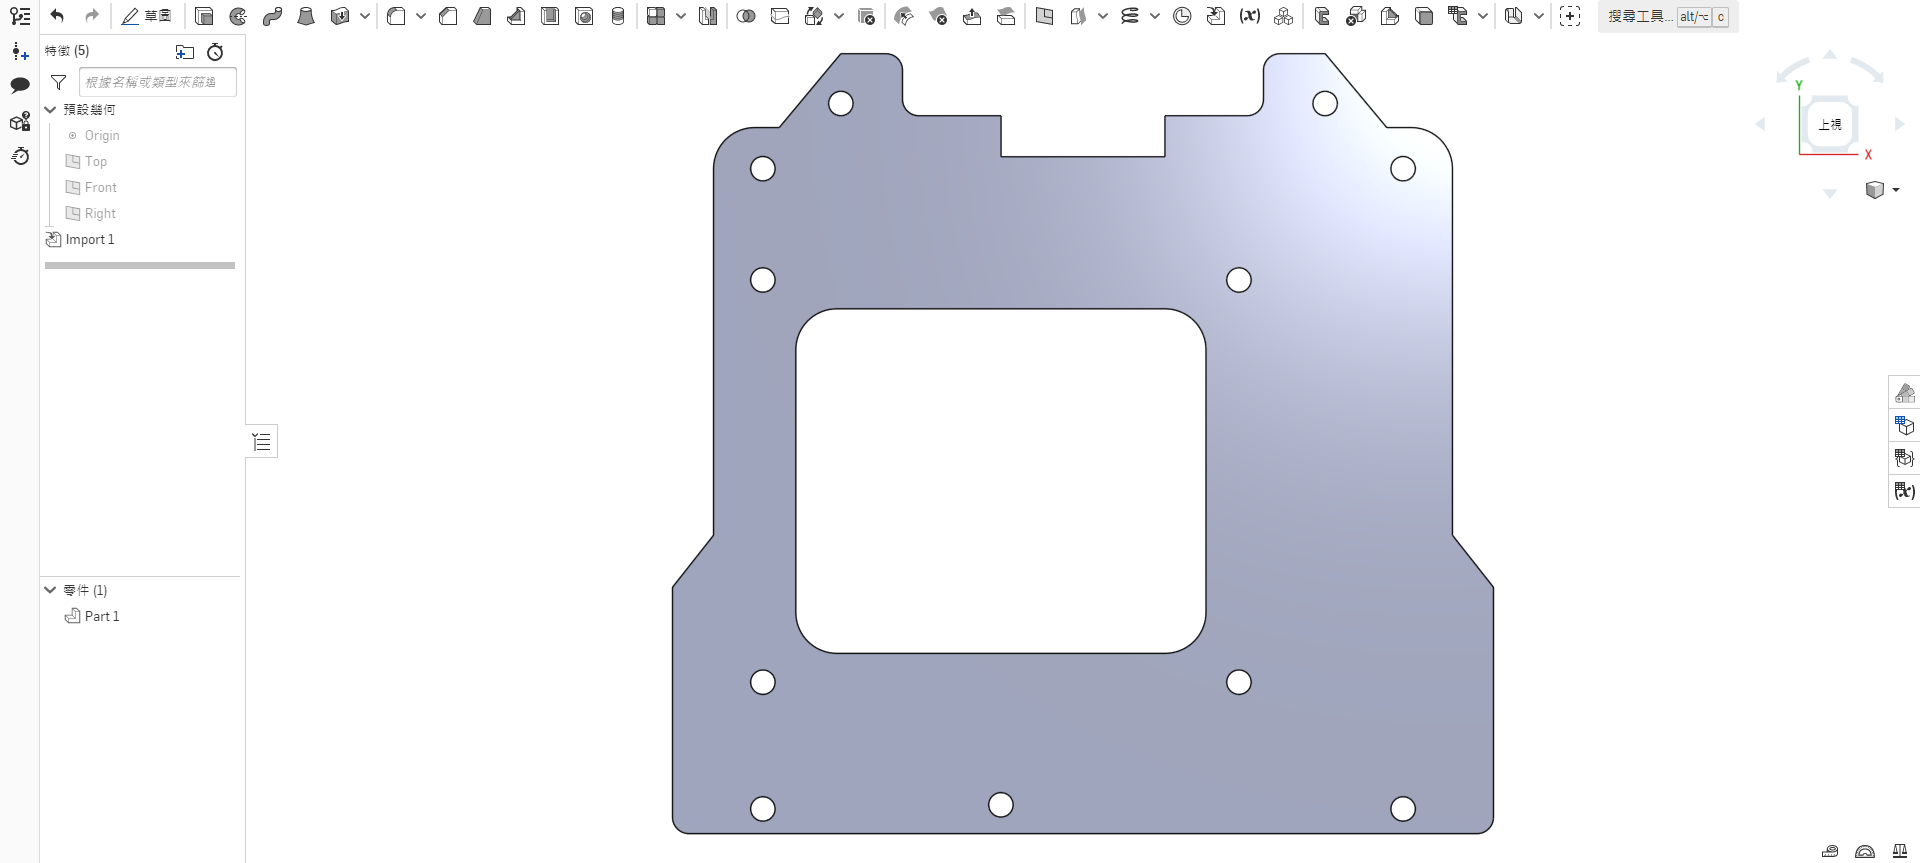 草圖
(x)
搜尋工具... alt/⌥ c
特徵 (5)
根據名稱或類型來篩選
預設幾何
Origin
Top
Front
Right
Import 1
零件 (1)
Part 1
Y
上視
X
(x)